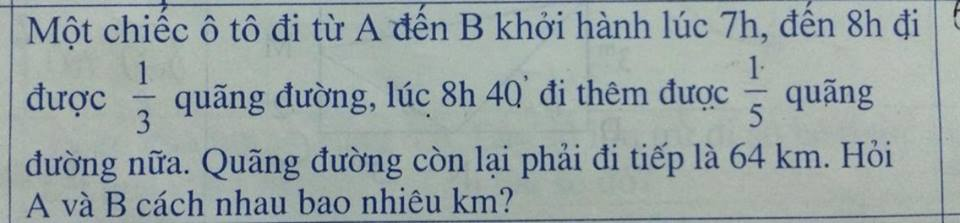 Một chiếc ô tô đi từ A đến B khởi hành lúc 7h, đến 8h đi
được 1/3 quãng đường, lúc 8h 40' đi thêm được 1/5 quãng
đường nữa. Quãng đường còn lại phải đi tiếp là 64 km. Hỏi
A và B cách nhau bao nhiêu km?